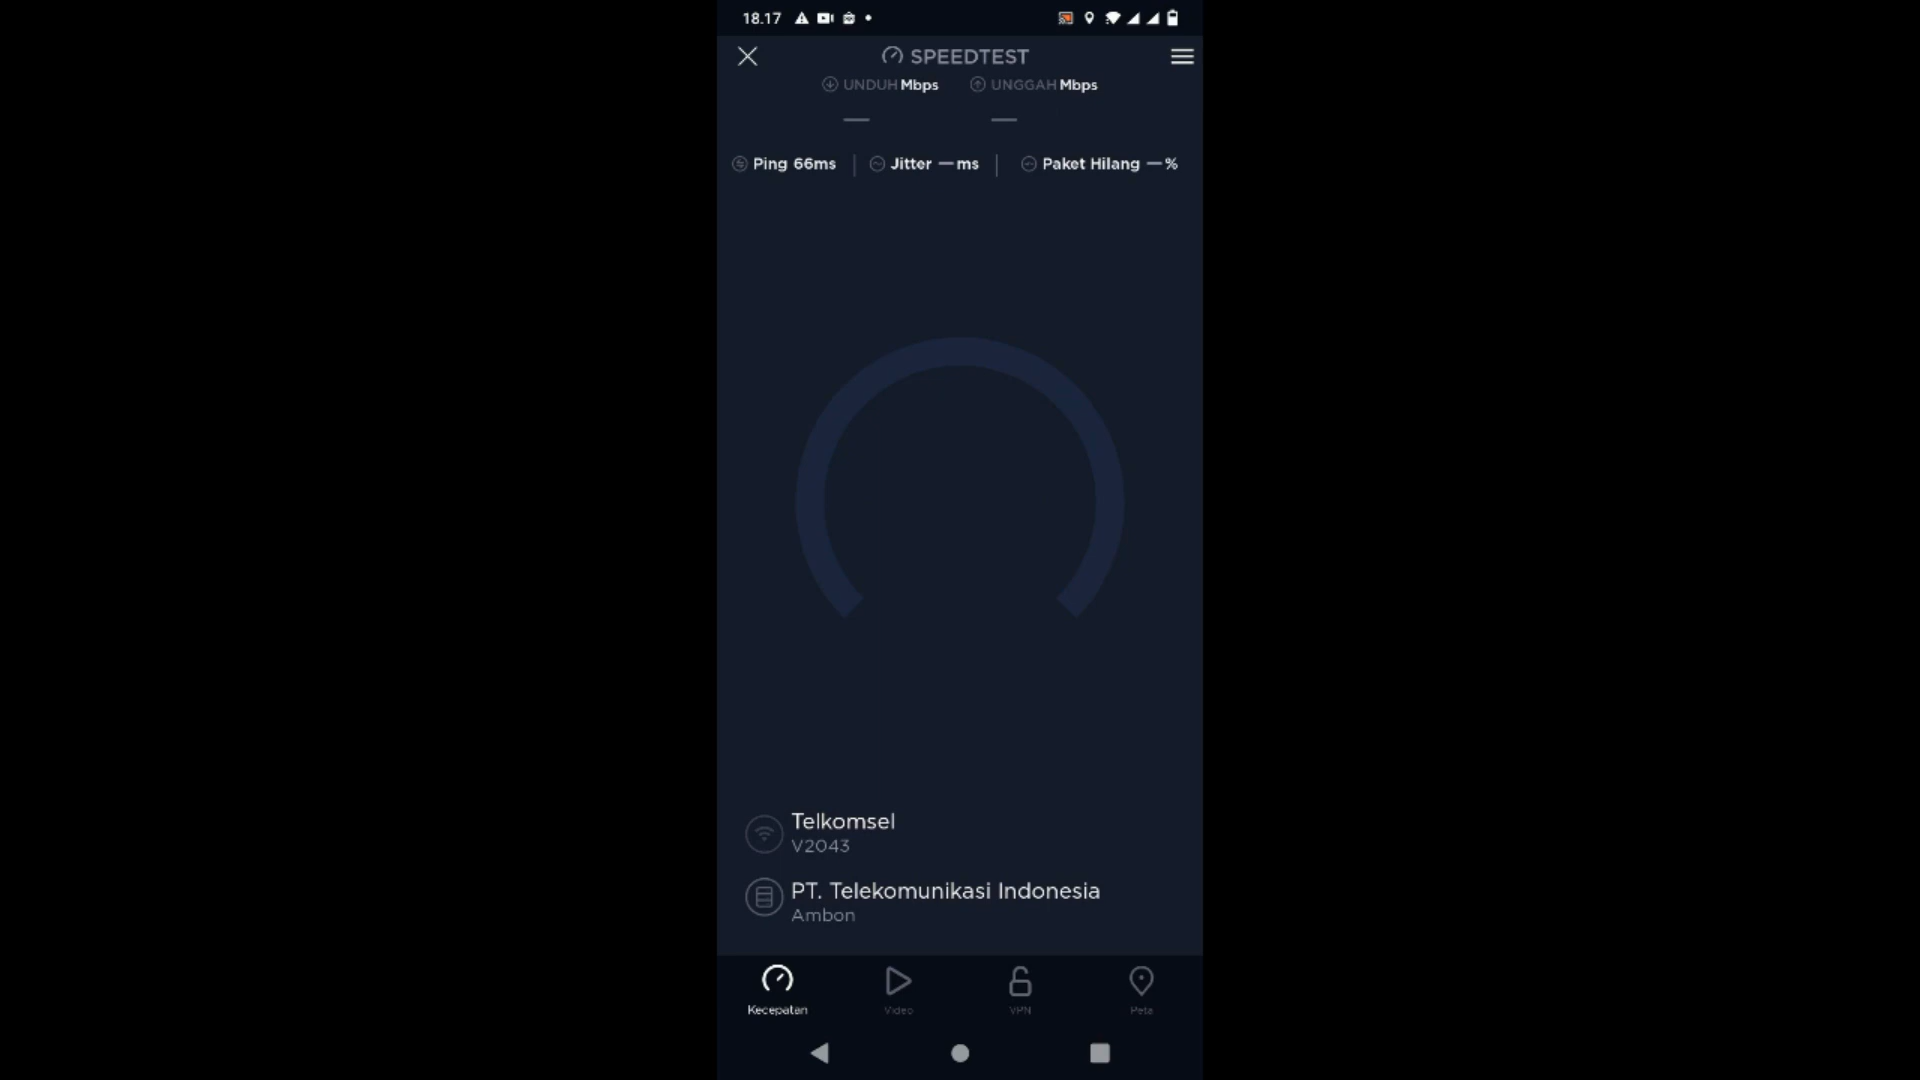 18.17
SPEEDTEST
UNDUH Mbps UNGGAH Mbps
— —
Ping 66ms Jitter — ms Paket Hilang — %
Telkomsel
V2043
PT. Telekomunikasi Indonesia
Ambon
Kecepatan Video VPN Peta